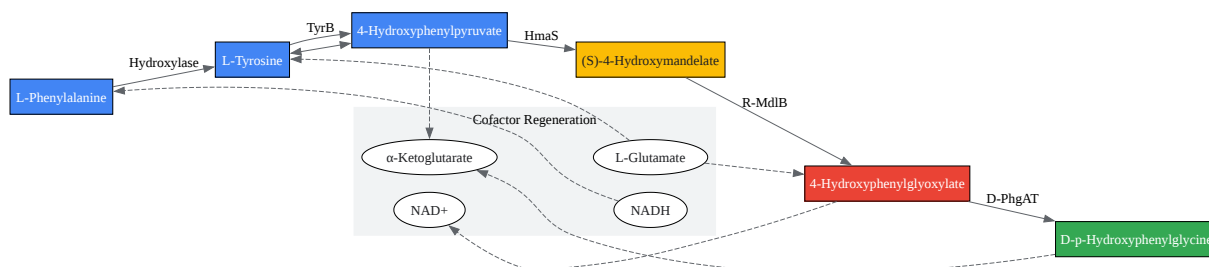 TyrB
4-Hydroxyphenylpyruvate
HmaS
Hydroxylase
L-Tyrosine
(S)-4-Hydroxymandelate
L-Phenylalanine
R-MdlB
Cofactor Regeneration
α-Ketoglutarate
L-Glutamate
4-Hydroxyphenylglyoxylate
D-PhgAT
NAD+
NADH
D-p-Hydroxyphenylglycine